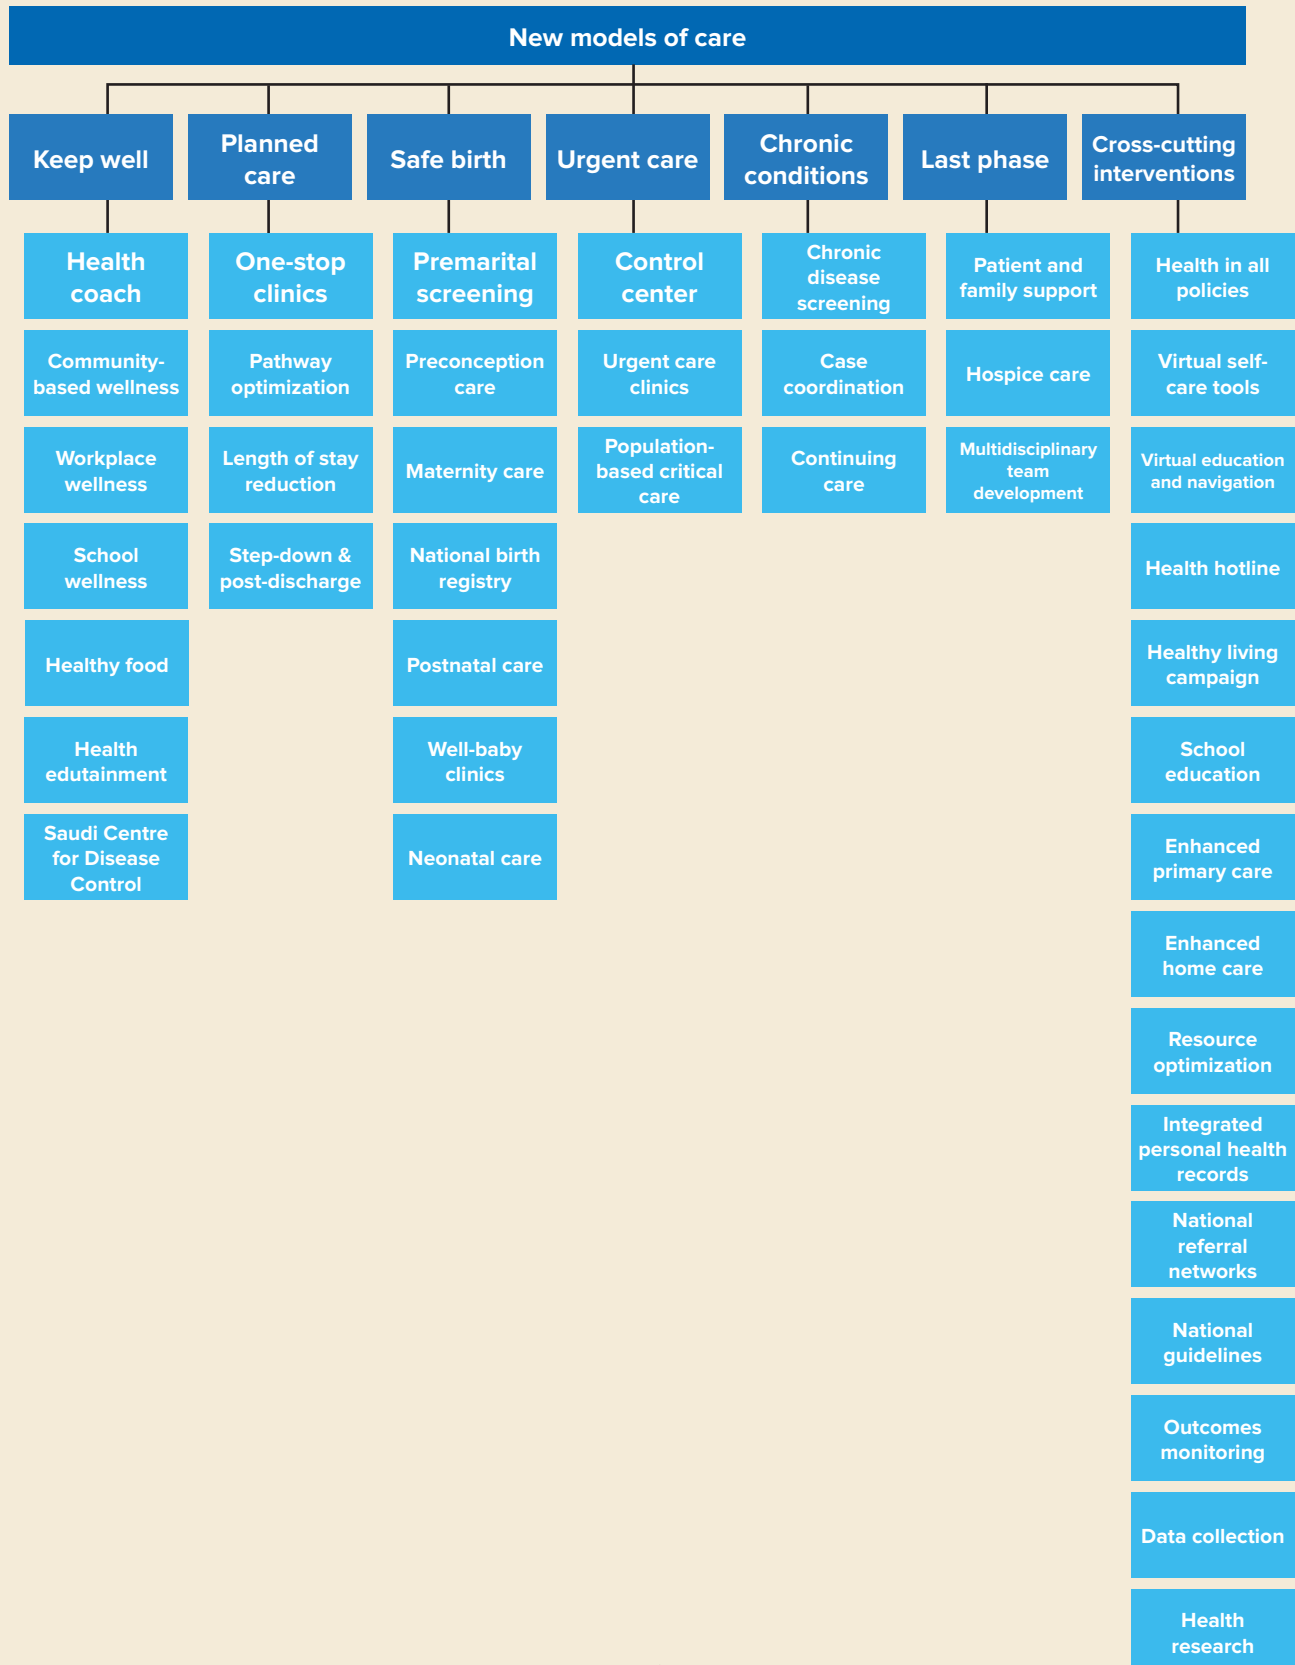 New models of care
Keep well
Planned
care
Safe birth
Urgent care
Chronic
conditions
Last phase
Cross-cutting
interventions
Health
coach
Community-
based wellness
Workplace
wellness
School
wellness
Healthy food
Health
edutainment
Saudi Centre
for Disease
Control
One-stop
clinics
Pathway
optimization
Length of stay
reduction
Step-down &
post-discharge
Premarital
screening
Preconception
care
Maternity care
National birth
registry
Postnatal care
Well-baby
clinics
Neonatal care
Control
center
Urgent care
clinics
Population-
based critical
care
Chronic
disease
screening
Case
coordination
Continuing
care
Patient and
family support
Hospice care
Multidisciplinary
team
development
Health in all
policies
Virtual self-
care tools
Virtual education
and navigation
Health hotline
Healthy living
campaign
School
education
Enhanced
primary care
Enhanced
home care
Resource
optimization
Integrated
personal health
records
National
referral
networks
National
guidelines
Outcomes
monitoring
Data collection
Health
research